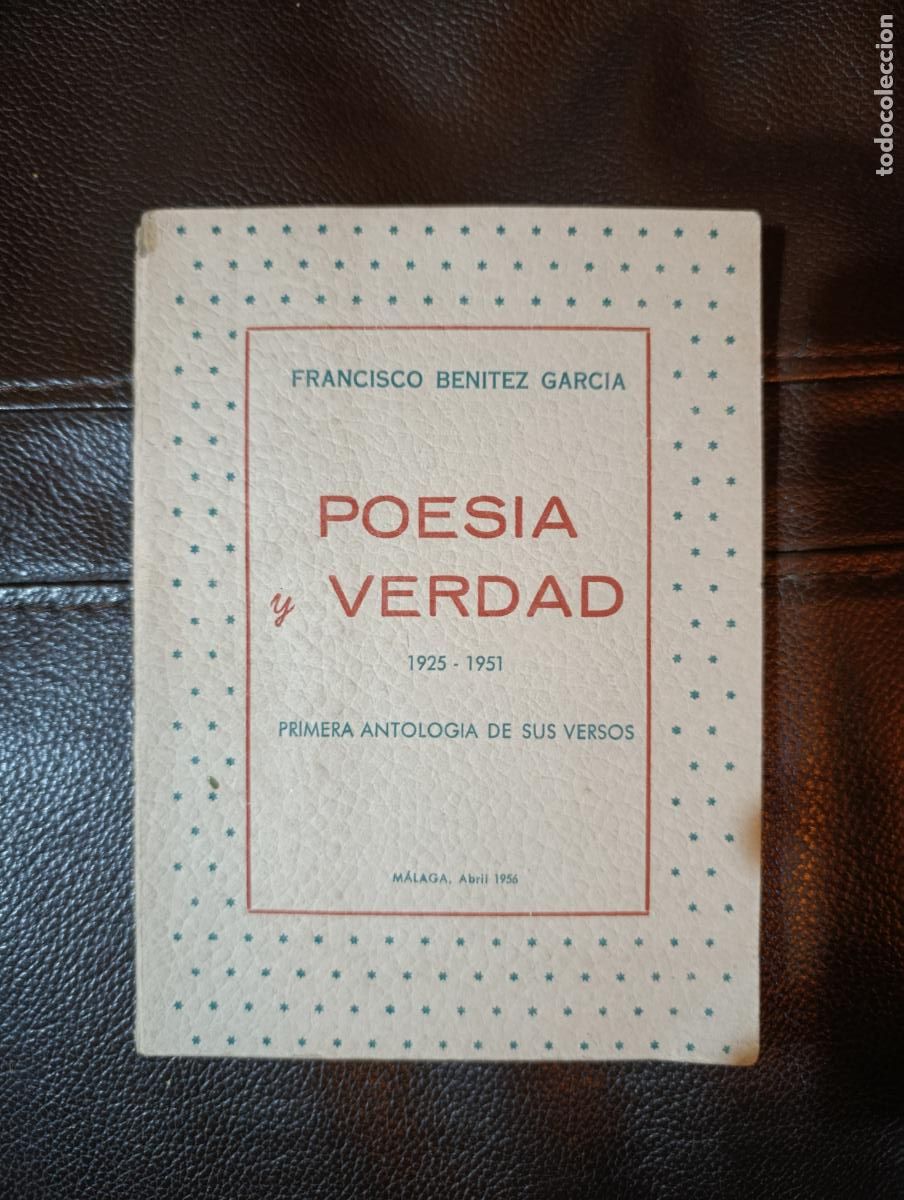 FRANCISCO BENITEZ GARCIA
POESIA
y VERDAD
1925 - 1951
PRIMERA ANTOLOGIA DE SUS VERSOS
MÁLAGA, Abril 1956
todocoleccion